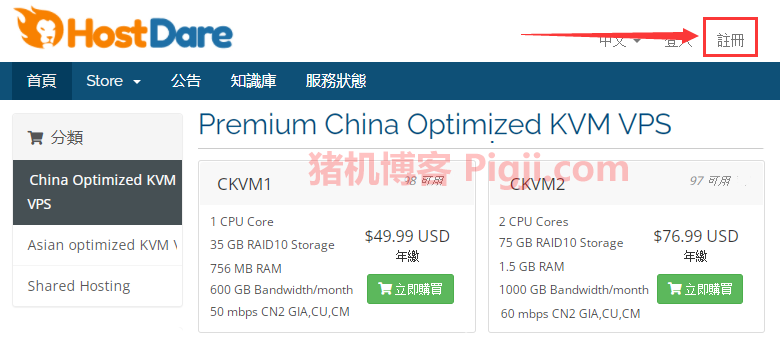 HostDare
中文 登入 註冊
首頁 Store 公告 知識庫 服務狀態
分類
China Optimized KVM
VPS
Asian optimized KVM V
Shared Hosting
Premium China Optimized KVM VPS
猪机博客 Pigji.com
CKVM1
98 可用
1 CPU Core
35 GB RAID10 Storage
756 MB RAM
600 GB Bandwidth/month
50 mbps CN2 GIA,CU,CM
$49.99 USD
年繳
立即購買
CKVM2
97 可用
2 CPU Cores
75 GB RAID10 Storage
1.5 GB RAM
1000 GB Bandwidth/month
60 mbps CN2 GIA,CU,CM
$76.99 USD
年繳
立即購買